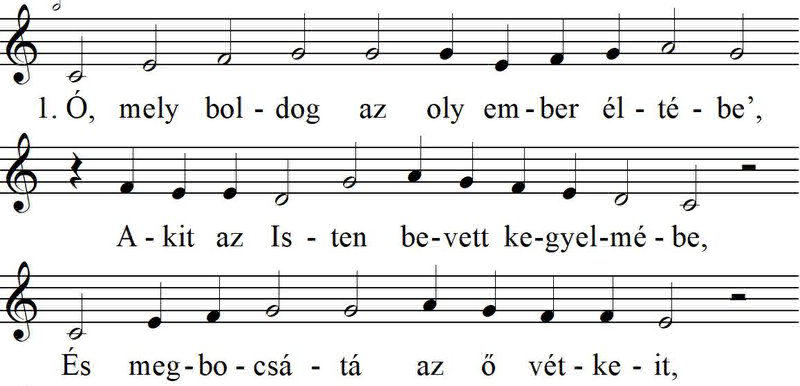 1. Ó, mely bol - dog az oly em - ber él - té - be’,
A - kit az Is - ten be - vett ke - gyel - mé - be,
És meg - bo - csá - tá az ő vét - ke - it,